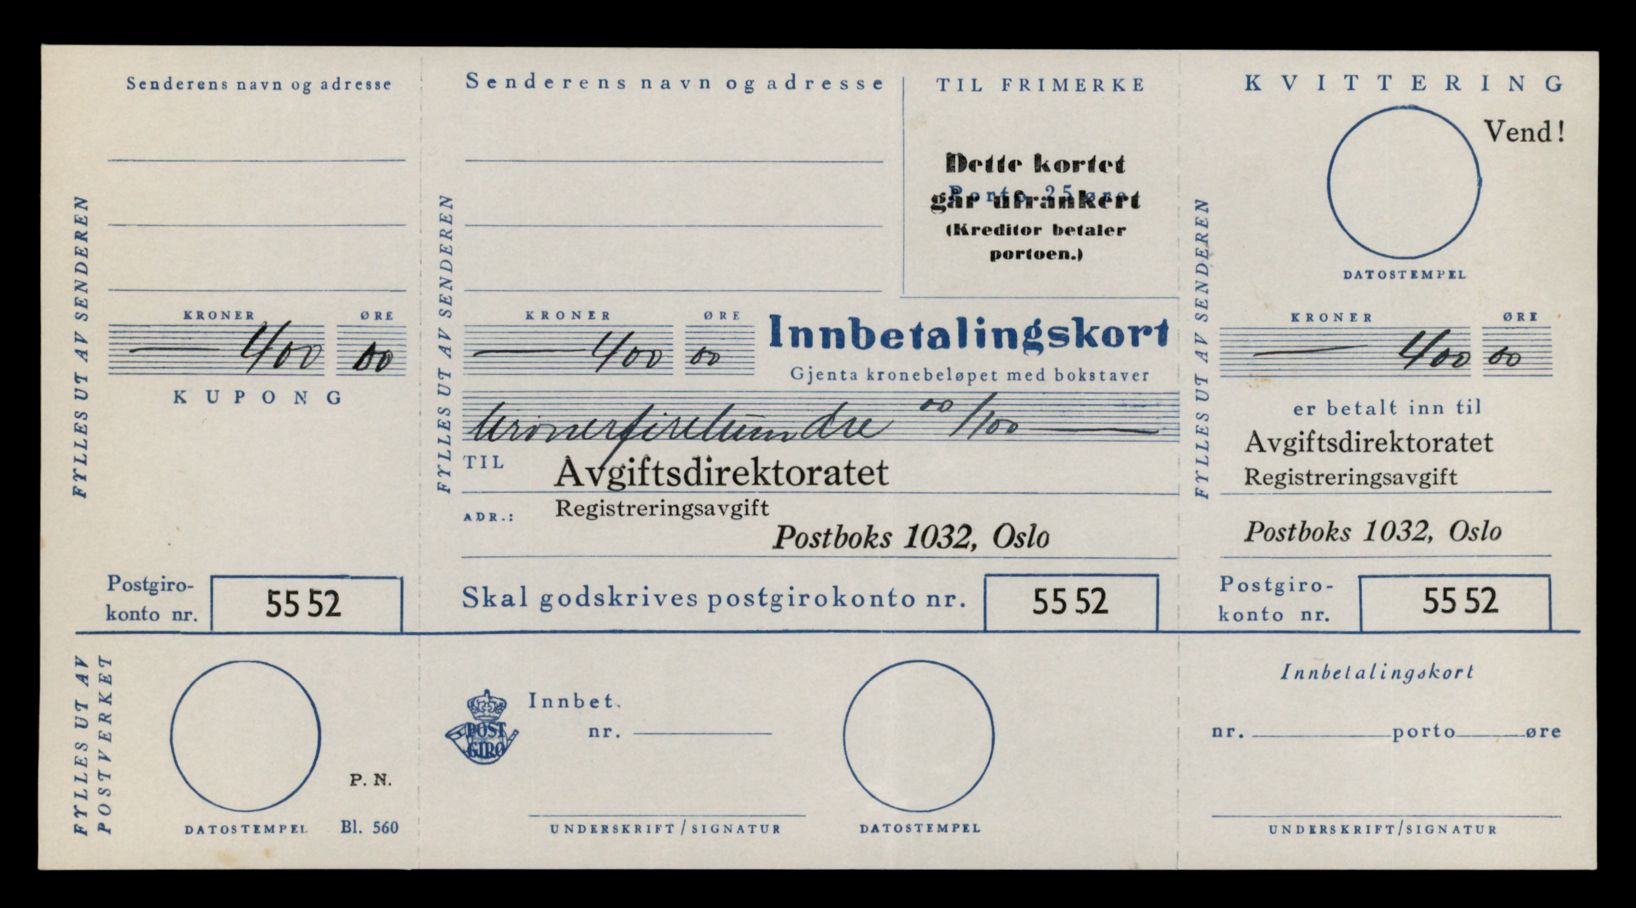 Senderens navn og adresse
FYLLES UT AV SENDEREN
KRONER ØRE
400 00
KUPONG
Postgiro-
konto nr. 55 52
FYLLES UT AV
POSTVERKET
DATOSTEMPEL
P. N.
Bl. 560
Senderens navn og adresse
TIL FRIMERKE
Porto 25 øre
Dette kortet
går ufrankert
(Kreditor betaler
portoen.)
FYLLES UT AV SENDEREN
KRONER ØRE
400 00
Innbetalingskort
Gjenta kronebeløpet med bokstaver
kronerfirehundre 00/100
TIL Avgiftsdirektoratet
ADR.: Registreringsavgift
Postboks 1032, Oslo
Skal godskrives postgirokonto nr. 55 52
POST
GIRO
Innbet.
nr.
UNDERSKRIFT/SIGNATUR
DATOSTEMPEL
KVITTERING
Vend!
DATOSTEMPEL
FYLLES UT AV SENDEREN
KRONER ØRE
400 00
er betalt inn til
Avgiftsdirektoratet
Registreringsavgift
Postboks 1032, Oslo
Postgiro-
konto nr. 55 52
Innbetalingskort
nr. porto øre
UNDERSKRIFT/SIGNATUR